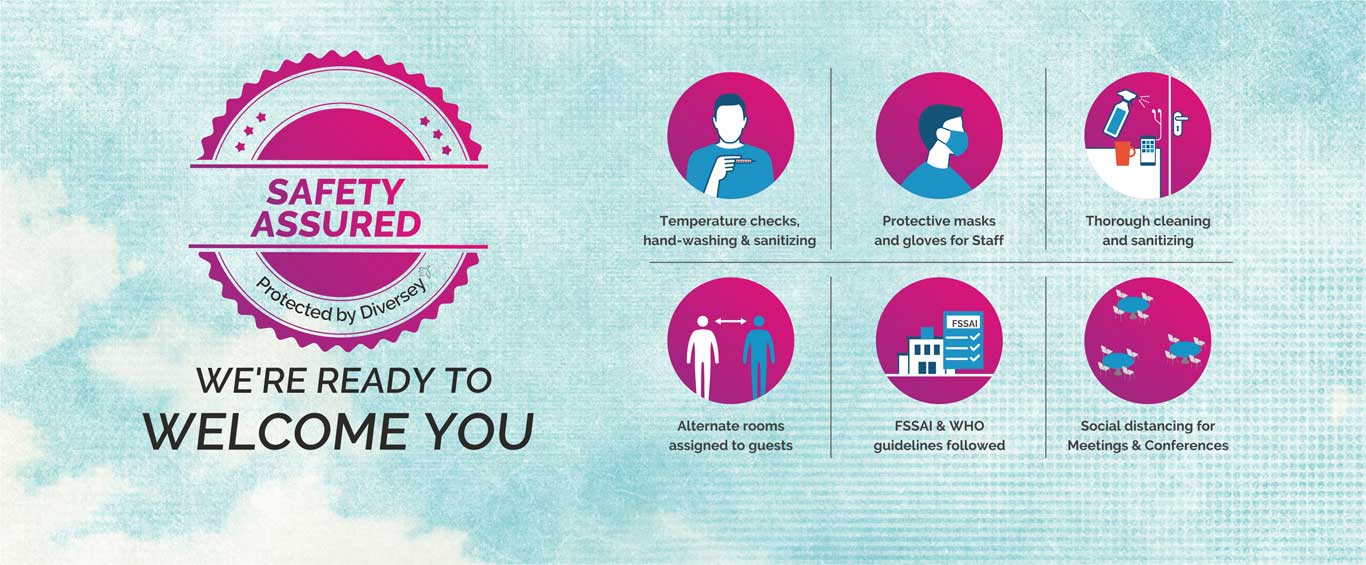 SAFETY
ASSURED
Protected by Diversey
WE'RE READY TO
WELCOME YOU
Temperature checks,
hand-washing & sanitizing
Protective masks
and gloves for Staff
Thorough cleaning
and sanitizing
Alternate rooms
assigned to guests
FSSAI
FSSAI & WHO
guidelines followed
Social distancing for
Meetings & Conferences